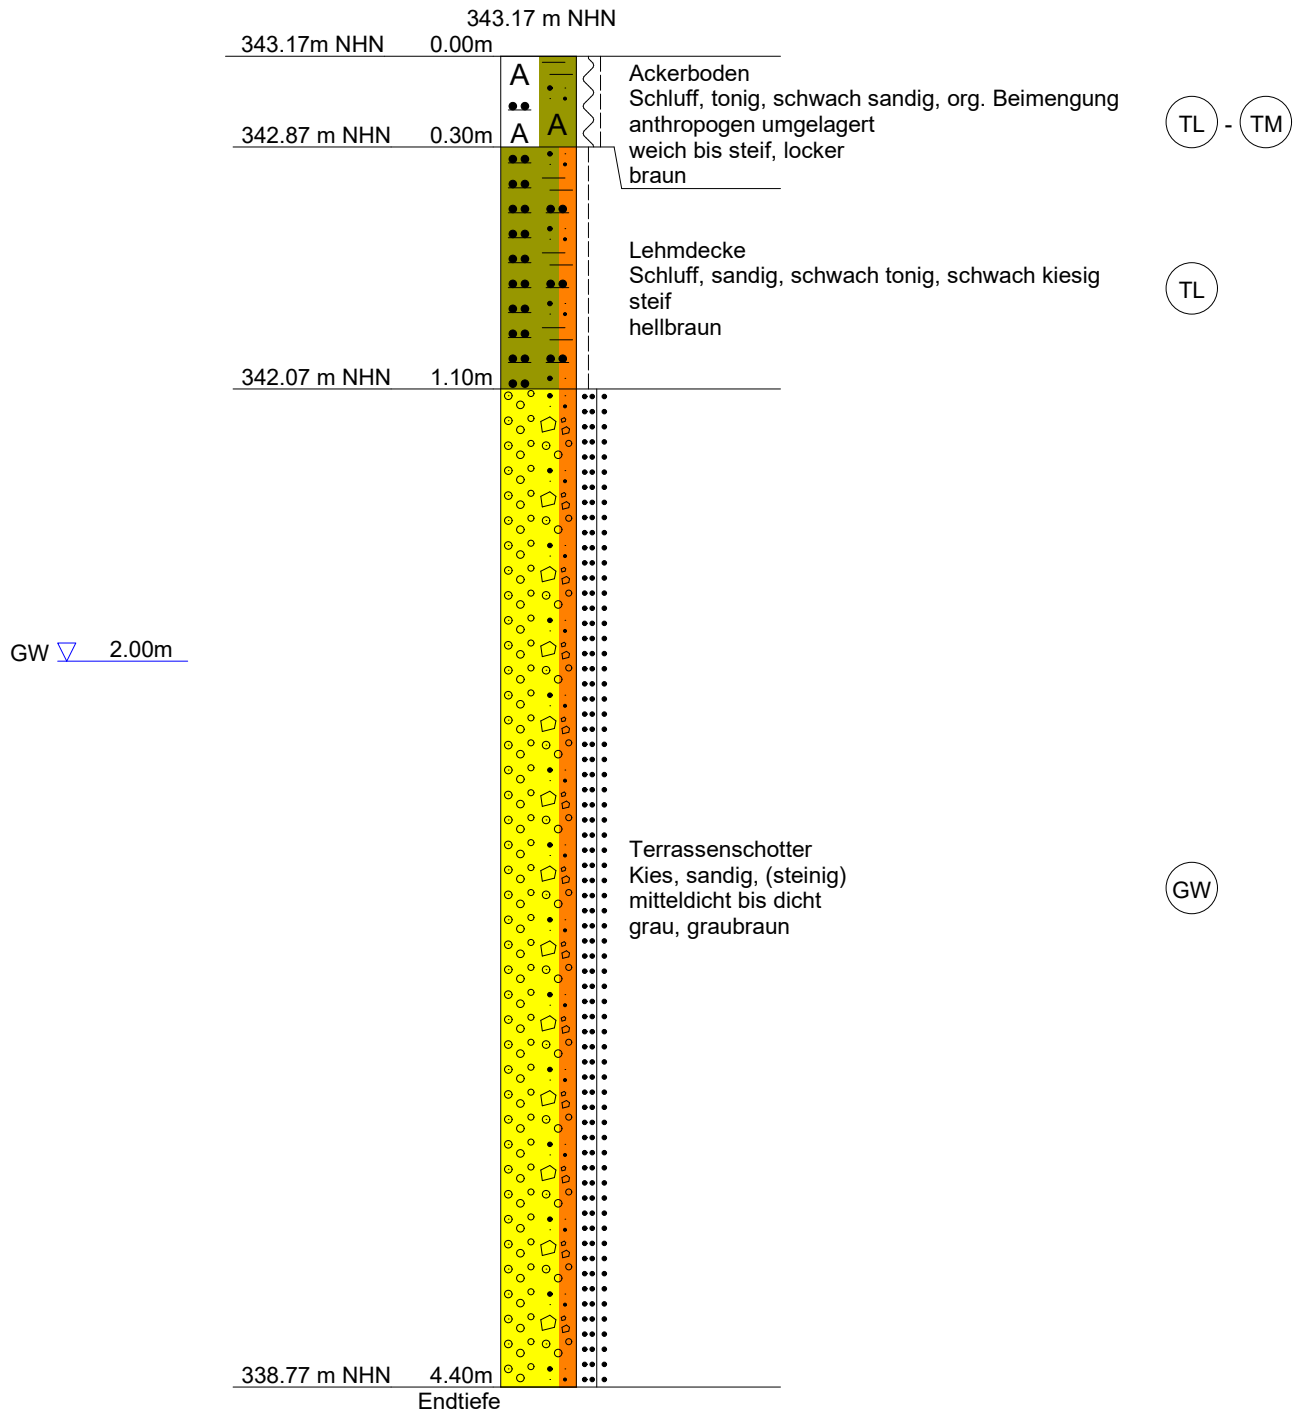 343.17 m NHN
343.17m NHN 0.00m
A
A
A
Ackerboden
Schluff, tonig, schwach sandig, org. Beimengung
anthropogen umgelagert
weich bis steif, locker
braun
TL - TM
342.87 m NHN 0.30m
Lehmdecke
Schluff, sandig, schwach tonig, schwach kiesig
steif
hellbraun
TL
342.07 m NHN 1.10m
GW 2.00m
Terrassenschotter
Kies, sandig, (steinig)
mitteldicht bis dicht
grau, graubraun
GW
338.77 m NHN 4.40m
Endtiefe